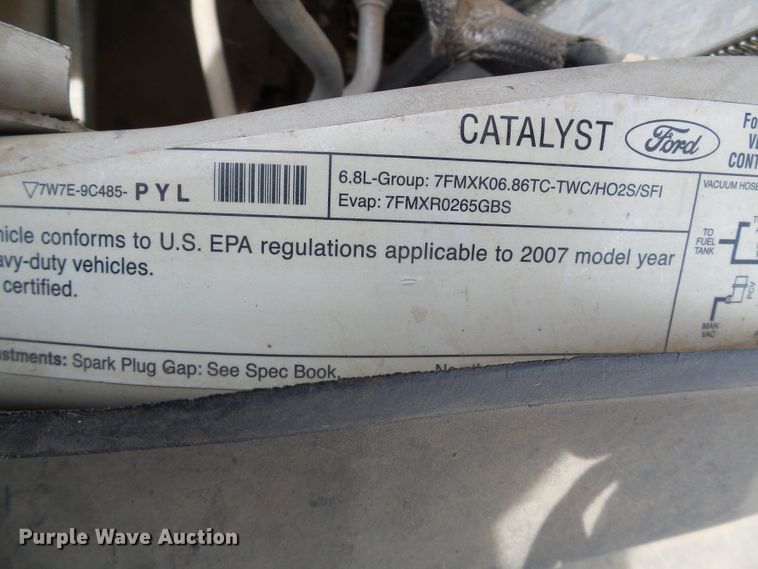 CATALYST Ford
▽7W7E-9C485- PYL
6.8L-Group: 7FMXK06.86TC-TWC/HO2S/SFI
Evap: 7FMXR0265GBS
VACUUM HOSE
hicle conforms to U.S. EPA regulations applicable to 2007 model year
avy-duty vehicles.
certified.
TO
FUEL
TANK
PCV
MAN
VAC
stments: Spark Plug Gap: See Spec Book,
Purple Wave Auction